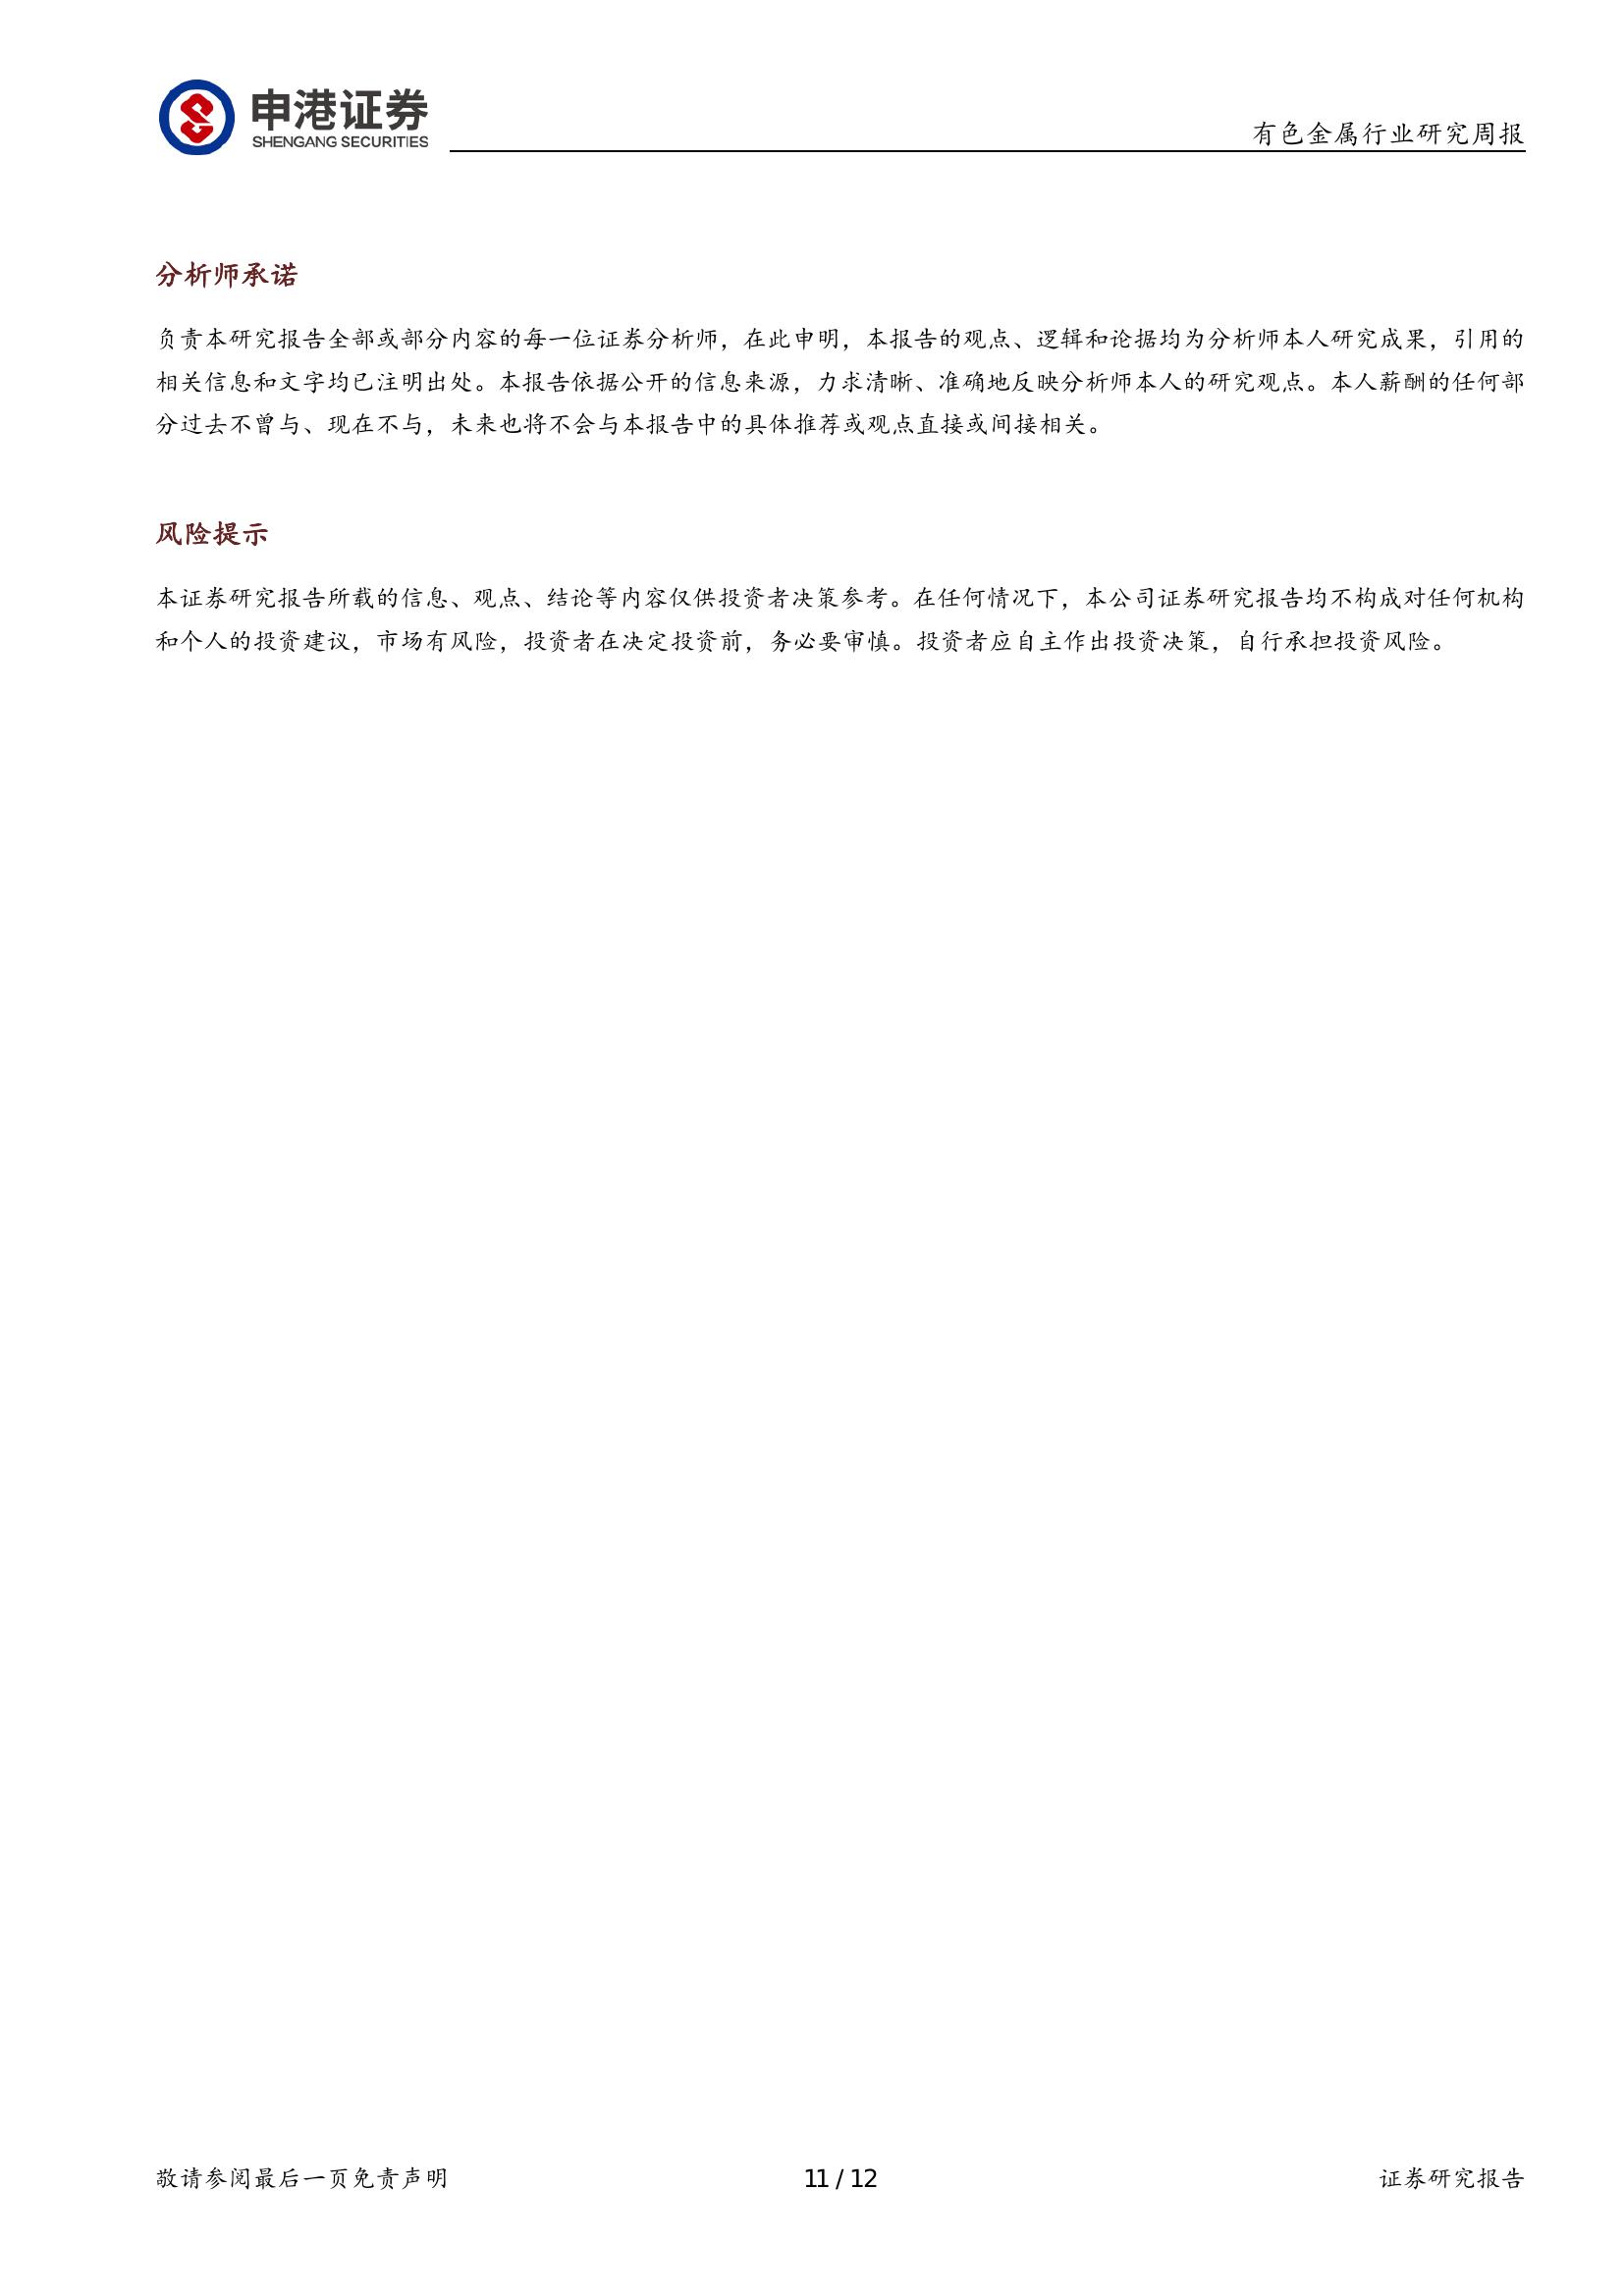 申港证券
SHENGANG SECURITIES
有色金属行业研究周报
分析师承诺
负责本研究报告全部或部分内容的每一位证券分析师，在此申明，本报告的观点、逻辑和论据均为分析师本人研究成果，引用的
相关信息和文字均已注明出处。本报告依据公开的信息来源，力求清晰、准确地反映分析师本人的研究观点。本人薪酬的任何部
分过去不曾与、现在不与，未来也将不会与本报告中的具体推荐或观点直接或间接相关。
风险提示
本证券研究报告所载的信息、观点、结论等内容仅供投资者决策参考。在任何情况下，本公司证券研究报告均不构成对任何机构
和个人的投资建议，市场有风险，投资者在决定投资前，务必要审慎。投资者应自主作出投资决策，自行承担投资风险。
敬请参阅最后一页免责声明
11 / 12
证券研究报告